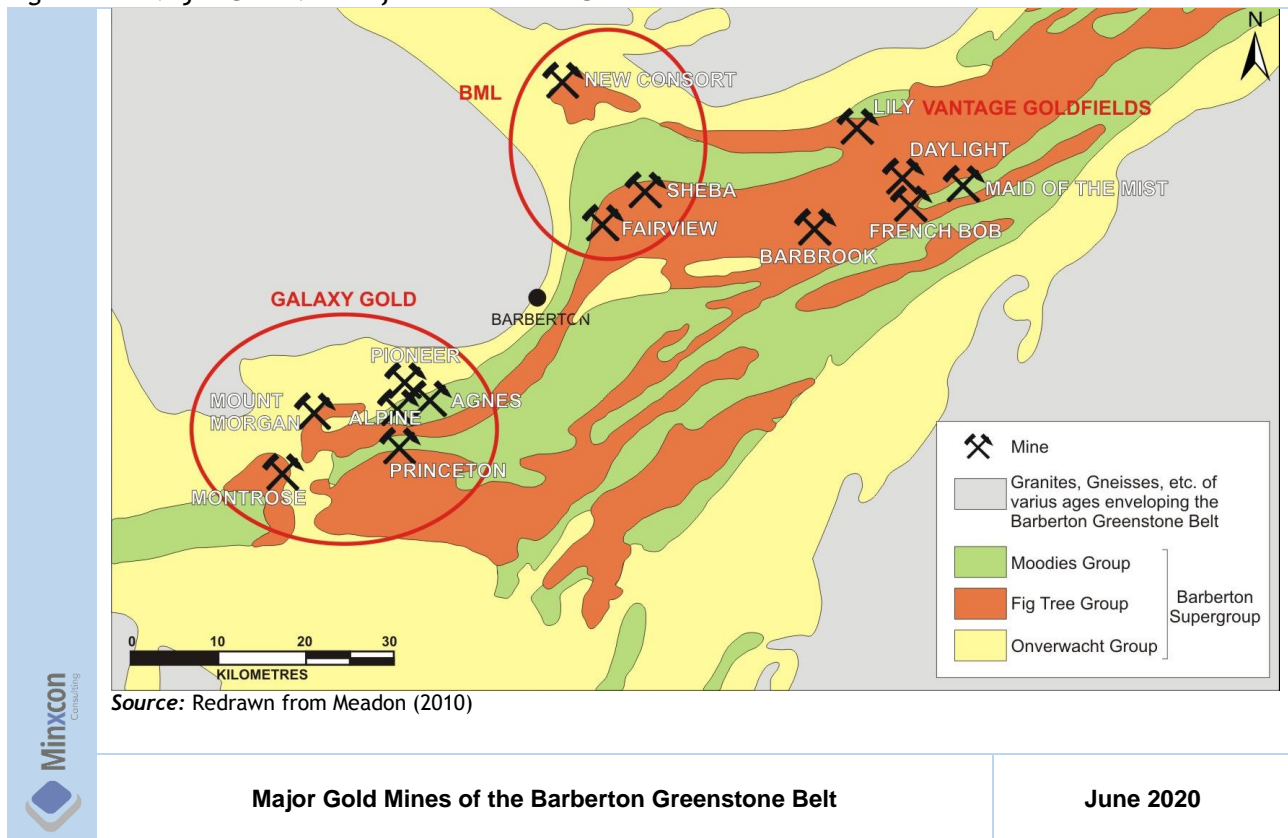 N
NEW CONSORT
BML
LILY
VANTAGE GOLDFIELDS
DAYLIGHT
SHEBA
MAID OF THE MIST
FAIRVIEW
FRENCH BOB
BARBROOK
GALAXY GOLD
BARBERTON
PIONEER
MOUNT
MORGAN
ALPINE
AGNES
PRINCETON
MONTROSE
Mine
Granites, Gneisses, etc. of
varius ages enveloping the
Barberton Greenstone Belt
Moodies Group
Fig Tree Group
Onverwacht Group
Barberton
Supergroup
0 10 20 30
KILOMETRES
Source: Redrawn from Meadon (2010)
Minxcon
Consulting
Major Gold Mines of the Barberton Greenstone Belt
June 2020